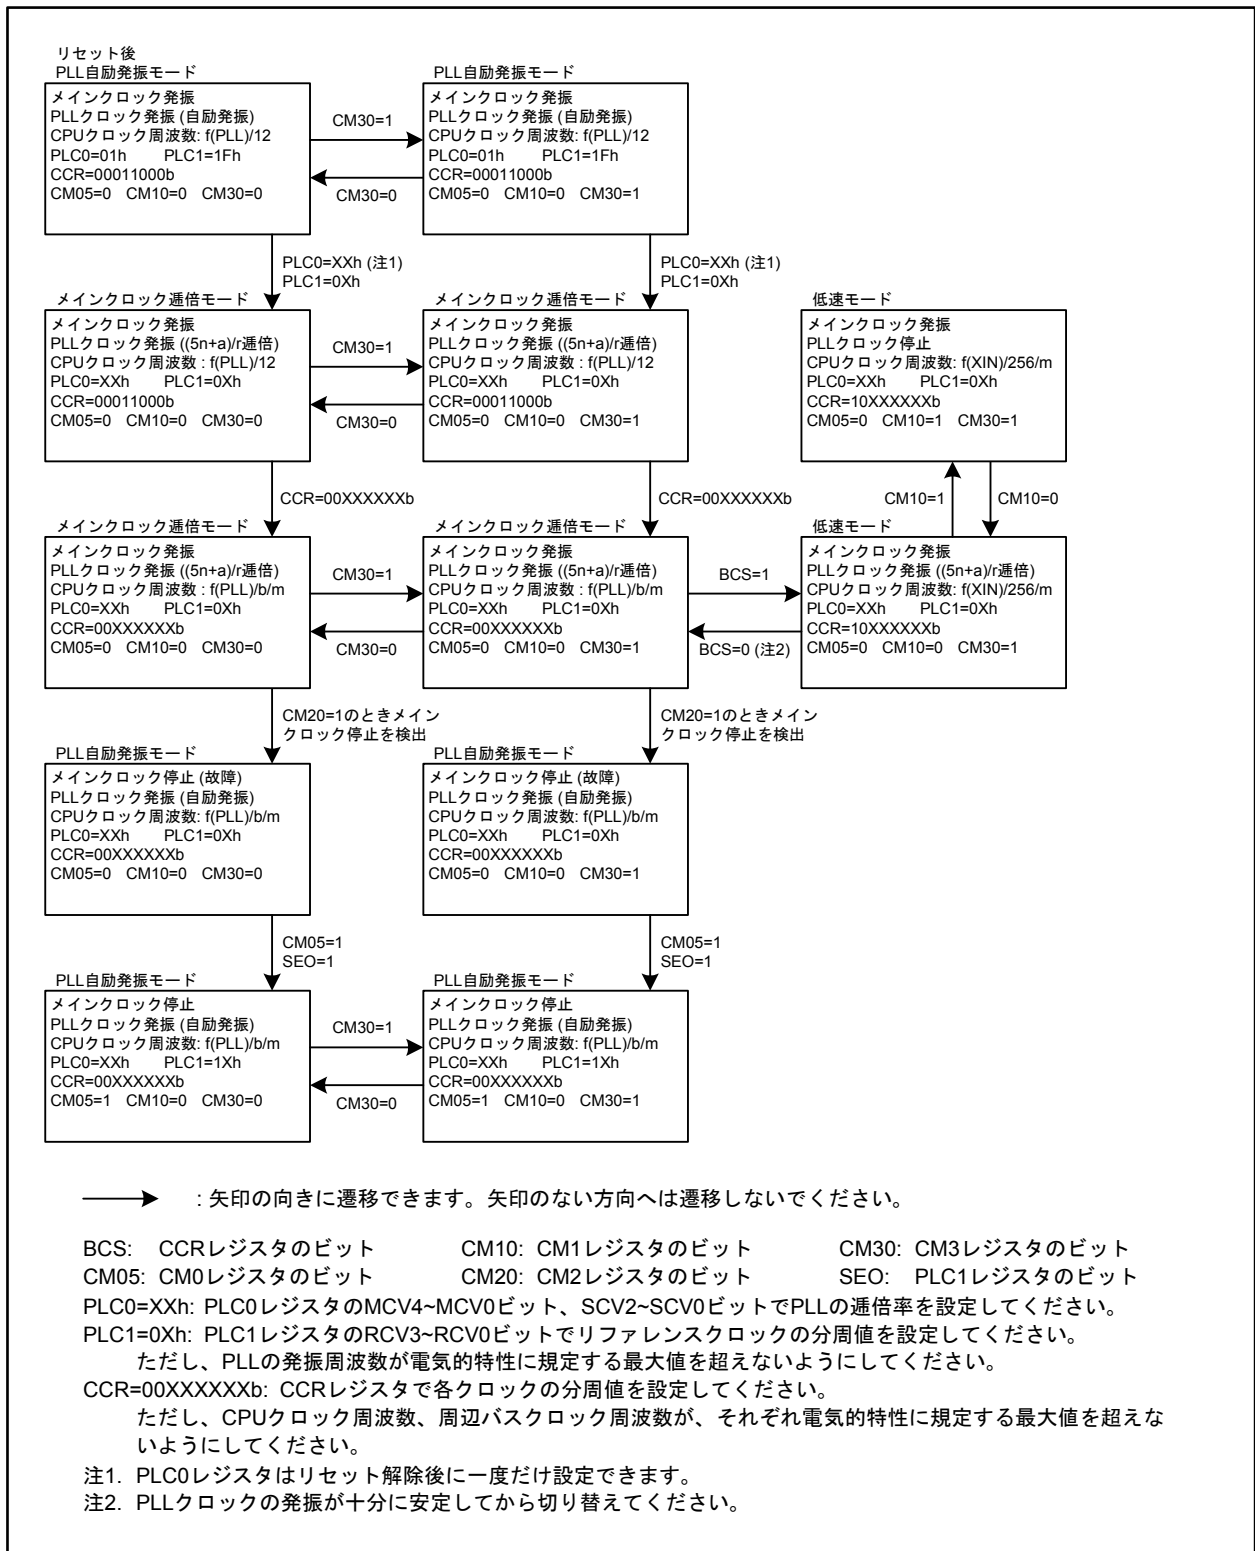 リセット後
PLL自励発振モード
メインクロック発振
PLLクロック発振 (自励発振)
CPUクロック周波数: f(PLL)/12
PLC0=01h PLC1=1Fh
CCR=00011000b
CM05=0 CM10=0 CM30=0
CM30=1
CM30=0
PLL自励発振モード
メインクロック発振
PLLクロック発振 (自励発振)
CPUクロック周波数: f(PLL)/12
PLC0=01h PLC1=1Fh
CCR=00011000b
CM05=0 CM10=0 CM30=1
PLC0=XXh (注1)
PLC1=0Xh
PLC0=XXh (注1)
PLC1=0Xh
メインクロック逓倍モード
メインクロック発振
PLLクロック発振 ((5n+a)/r逓倍)
CPUクロック周波数 : f(PLL)/12
PLC0=XXh PLC1=0Xh
CCR=00011000b
CM05=0 CM10=0 CM30=0
CM30=1
CM30=0
メインクロック逓倍モード
メインクロック発振
PLLクロック発振 ((5n+a)/r逓倍)
CPUクロック周波数 : f(PLL)/12
PLC0=XXh PLC1=0Xh
CCR=00011000b
CM05=0 CM10=0 CM30=1
低速モード
メインクロック発振
PLLクロック停止
CPUクロック周波数: f(XIN)/256/m
PLC0=XXh PLC1=0Xh
CCR=10XXXXXXb
CM05=0 CM10=1 CM30=1
CCR=00XXXXXXb
CCR=00XXXXXXb
CM10=1
CM10=0
メインクロック逓倍モード
メインクロック発振
PLLクロック発振 ((5n+a)/r逓倍)
CPUクロック周波数 : f(PLL)/b/m
PLC0=XXh PLC1=0Xh
CCR=00XXXXXXb
CM05=0 CM10=0 CM30=0
CM30=1
CM30=0
メインクロック逓倍モード
メインクロック発振
PLLクロック発振 ((5n+a)/r逓倍)
CPUクロック周波数 : f(PLL)/b/m
PLC0=XXh PLC1=0Xh
CCR=00XXXXXXb
CM05=0 CM10=0 CM30=1
BCS=1
BCS=0 (注2)
低速モード
メインクロック発振
PLLクロック発振 ((5n+a)/r逓倍)
CPUクロック周波数: f(XIN)/256/m
PLC0=XXh PLC1=0Xh
CCR=10XXXXXXb
CM05=0 CM10=0 CM30=1
CM20=1のときメイン
クロック停止を検出
CM20=1のときメイン
クロック停止を検出
PLL自励発振モード
メインクロック停止 (故障)
PLLクロック発振 (自励発振)
CPUクロック周波数: f(PLL)/b/m
PLC0=XXh PLC1=0Xh
CCR=00XXXXXXb
CM05=0 CM10=0 CM30=0
PLL自励発振モード
メインクロック停止 (故障)
PLLクロック発振 (自励発振)
CPUクロック周波数: f(PLL)/b/m
PLC0=XXh PLC1=0Xh
CCR=00XXXXXXb
CM05=0 CM10=0 CM30=1
CM05=1
SEO=1
CM05=1
SEO=1
PLL自励発振モード
メインクロック停止
PLLクロック発振 (自励発振)
CPUクロック周波数: f(PLL)/b/m
PLC0=XXh PLC1=1Xh
CCR=00XXXXXXb
CM05=1 CM10=0 CM30=0
CM30=1
CM30=0
PLL自励発振モード
メインクロック停止
PLLクロック発振 (自励発振)
CPUクロック周波数: f(PLL)/b/m
PLC0=XXh PLC1=1Xh
CCR=00XXXXXXb
CM05=1 CM10=0 CM30=1
: 矢印の向きに遷移できます。矢印のない方向へは遷移しないでください。
BCS: CCRレジスタのビット CM10: CM1レジスタのビット CM30: CM3レジスタのビット
CM05: CM0レジスタのビット CM20: CM2レジスタのビット SEO: PLC1レジスタのビット
PLC0=XXh: PLC0レジスタのMCV4~MCV0ビット、SCV2~SCV0ビットでPLLの逓倍率を設定してください。
PLC1=0Xh: PLC1レジスタのRCV3~RCV0ビットでリファレンスクロックの分周値を設定してください。
ただし、PLLの発振周波数が電気的特性に規定する最大値を超えないようにしてください。
CCR=00XXXXXXb: CCRレジスタで各クロックの分周値を設定してください。
ただし、CPUクロック周波数、周辺バスクロック周波数が、それぞれ電気的特性に規定する最大値を超えな
いようにしてください。
注1. PLC0レジスタはリセット解除後に一度だけ設定できます。
注2. PLLクロックの発振が十分に安定してから切り替えてください。